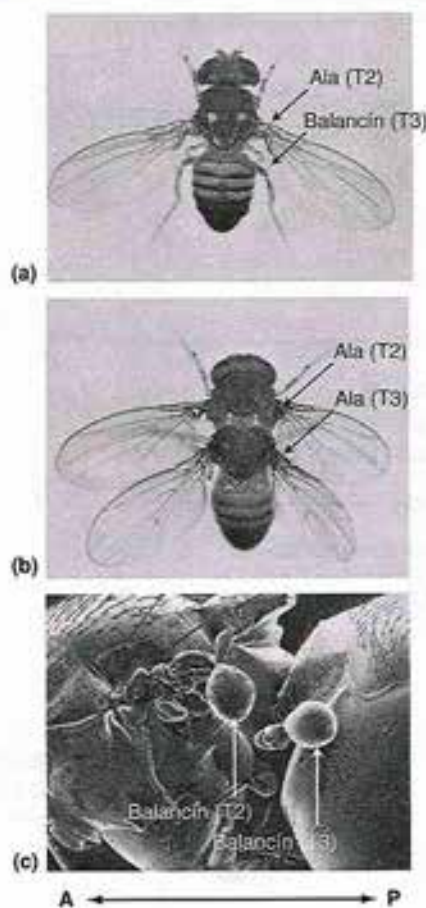 Ala (T2)
Balancín (T3)
(a)
Ala (T2)
Ala (T3)
(b)
Balancín (T2)
Balancín (T3)
(c)
A P